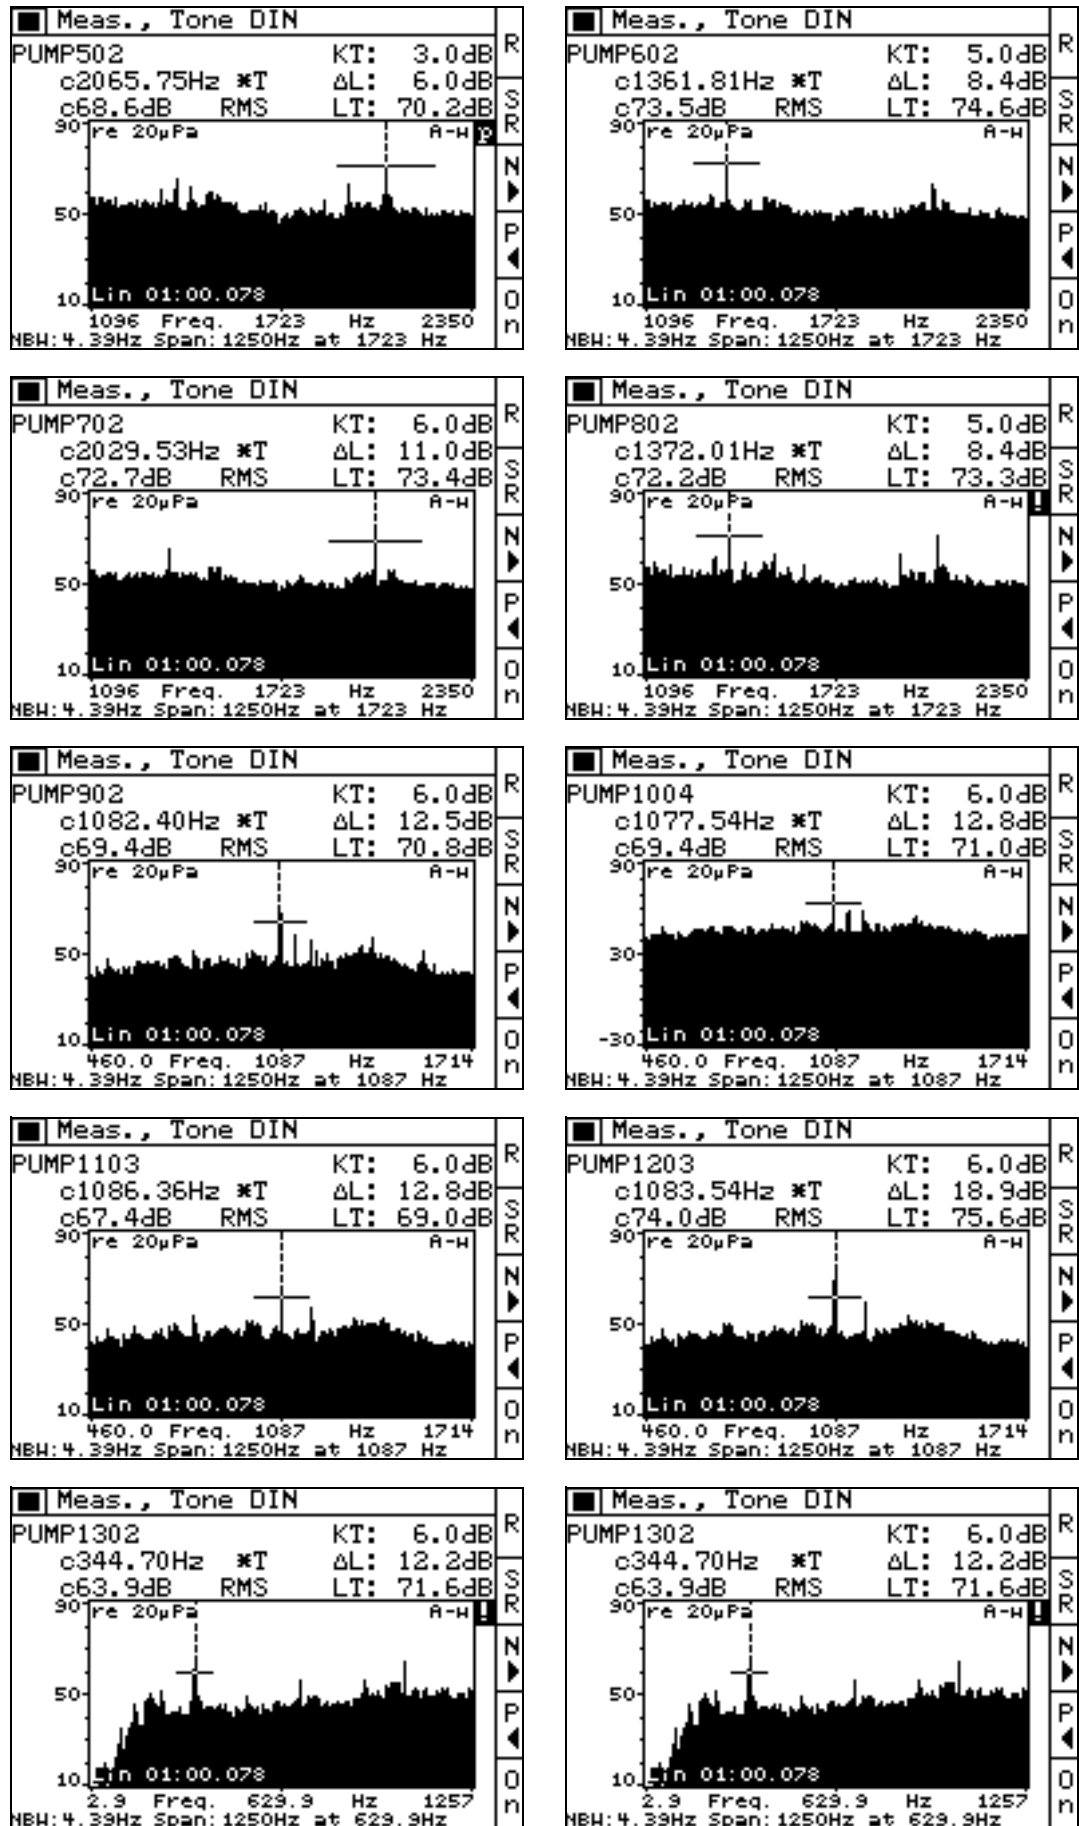 Meas., Tone DIN
PUMP502 KT: 3.0dB R
c2065.75Hz *T ΔL: 6.0dB
c68.6dB RMS LT: 70.2dB S R
90 re 20µPa A-W p
N
50
P
10 Lin 01:00.078 O n
1096 Freq. 1723 Hz 2350
NBW:4.39Hz Span:1250Hz at 1723 Hz
Meas., Tone DIN
PUMP602 KT: 5.0dB R
c1361.81Hz *T ΔL: 8.4dB
c73.5dB RMS LT: 74.6dB S R
90 re 20µPa A-W
N
50
P
10 Lin 01:00.078 O n
1096 Freq. 1723 Hz 2350
NBW:4.39Hz Span:1250Hz at 1723 Hz
Meas., Tone DIN
PUMP702 KT: 6.0dB R
c2029.53Hz *T ΔL: 11.0dB
c72.7dB RMS LT: 73.4dB S R
90 re 20µPa A-W
N
50
P
10 Lin 01:00.078 O n
1096 Freq. 1723 Hz 2350
NBW:4.39Hz Span:1250Hz at 1723 Hz
Meas., Tone DIN
PUMP802 KT: 5.0dB R
c1372.01Hz *T ΔL: 8.4dB
c72.2dB RMS LT: 73.3dB S R
90 re 20µPa A-W !
N
50
P
10 Lin 01:00.078 O n
1096 Freq. 1723 Hz 2350
NBW:4.39Hz Span:1250Hz at 1723 Hz
Meas., Tone DIN
PUMP902 KT: 6.0dB R
c1082.40Hz *T ΔL: 12.5dB
c69.4dB RMS LT: 70.8dB S R
90 re 20µPa A-W
N
50
P
10 Lin 01:00.078 O n
460.0 Freq. 1087 Hz 1714
NBW:4.39Hz Span:1250Hz at 1087 Hz
Meas., Tone DIN
PUMP1004 KT: 6.0dB R
c1077.54Hz *T ΔL: 12.8dB
c69.4dB RMS LT: 71.0dB S R
90 re 20µPa A-W
N
30
P
-30 Lin 01:00.078 O n
460.0 Freq. 1087 Hz 1714
NBW:4.39Hz Span:1250Hz at 1087 Hz
Meas., Tone DIN
PUMP1103 KT: 6.0dB R
c1086.36Hz *T ΔL: 12.8dB
c67.4dB RMS LT: 69.0dB S R
90 re 20µPa A-W
N
50
P
10 Lin 01:00.078 O n
460.0 Freq. 1087 Hz 1714
NBW:4.39Hz Span:1250Hz at 1087 Hz
Meas., Tone DIN
PUMP1203 KT: 6.0dB R
c1083.54Hz *T ΔL: 18.9dB
c74.0dB RMS LT: 75.6dB S R
90 re 20µPa A-W
N
50
P
10 Lin 01:00.078 O n
460.0 Freq. 1087 Hz 1714
NBW:4.39Hz Span:1250Hz at 1087 Hz
Meas., Tone DIN
PUMP1302 KT: 6.0dB R
c344.70Hz *T ΔL: 12.2dB
c63.9dB RMS LT: 71.6dB S R
90 re 20µPa A-W !
N
50
P
10 Lin 01:00.078 O n
2.9 Freq. 629.9 Hz 1257
NBW:4.39Hz Span:1250Hz at 629.9Hz
Meas., Tone DIN
PUMP1302 KT: 6.0dB R
c344.70Hz *T ΔL: 12.2dB
c63.9dB RMS LT: 71.6dB S R
90 re 20µPa A-W !
N
50
P
10 Lin 01:00.078 O n
2.9 Freq. 629.9 Hz 1257
NBW:4.39Hz Span:1250Hz at 629.9Hz